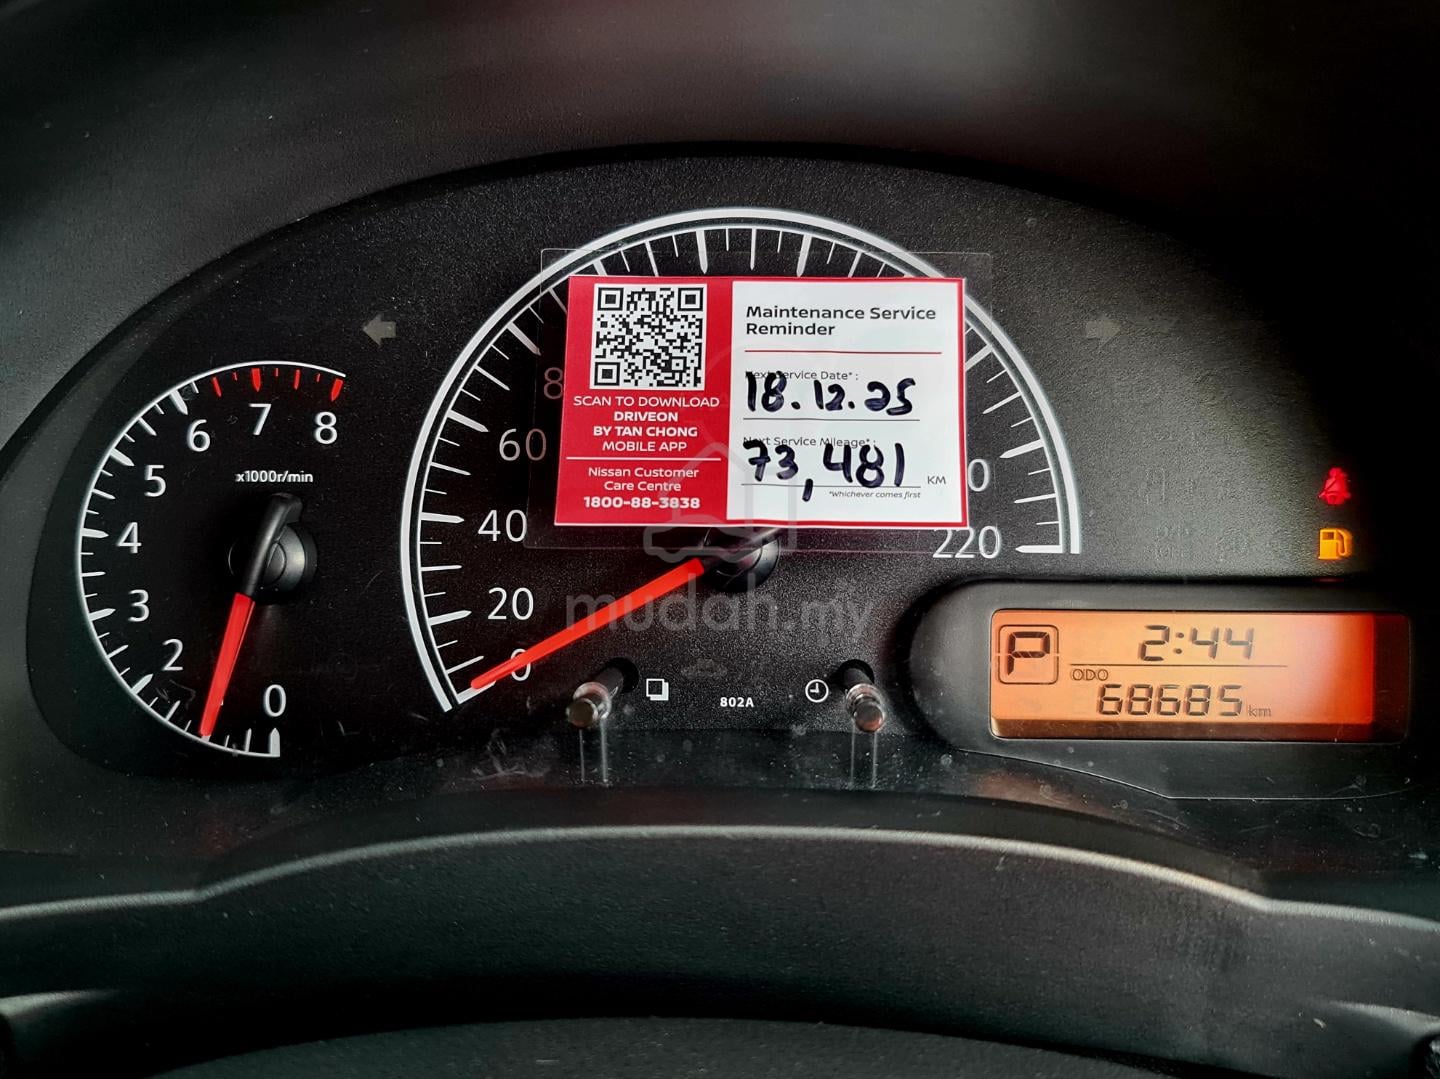 Maintenance Service
Reminder
Next Service Date* :
18.12.25
Next Service Mileage* :
73,481 KM
*Whichever comes first
SCAN TO DOWNLOAD
DRIVEON
BY TAN CHONG
MOBILE APP
Nissan Customer
Care Centre
1800-88-3838
8
7
6
5
4
3
2
0
x1000r/min
60
40
20
0
220
802A
P
2:44
ODO
68685 km
mudah.my